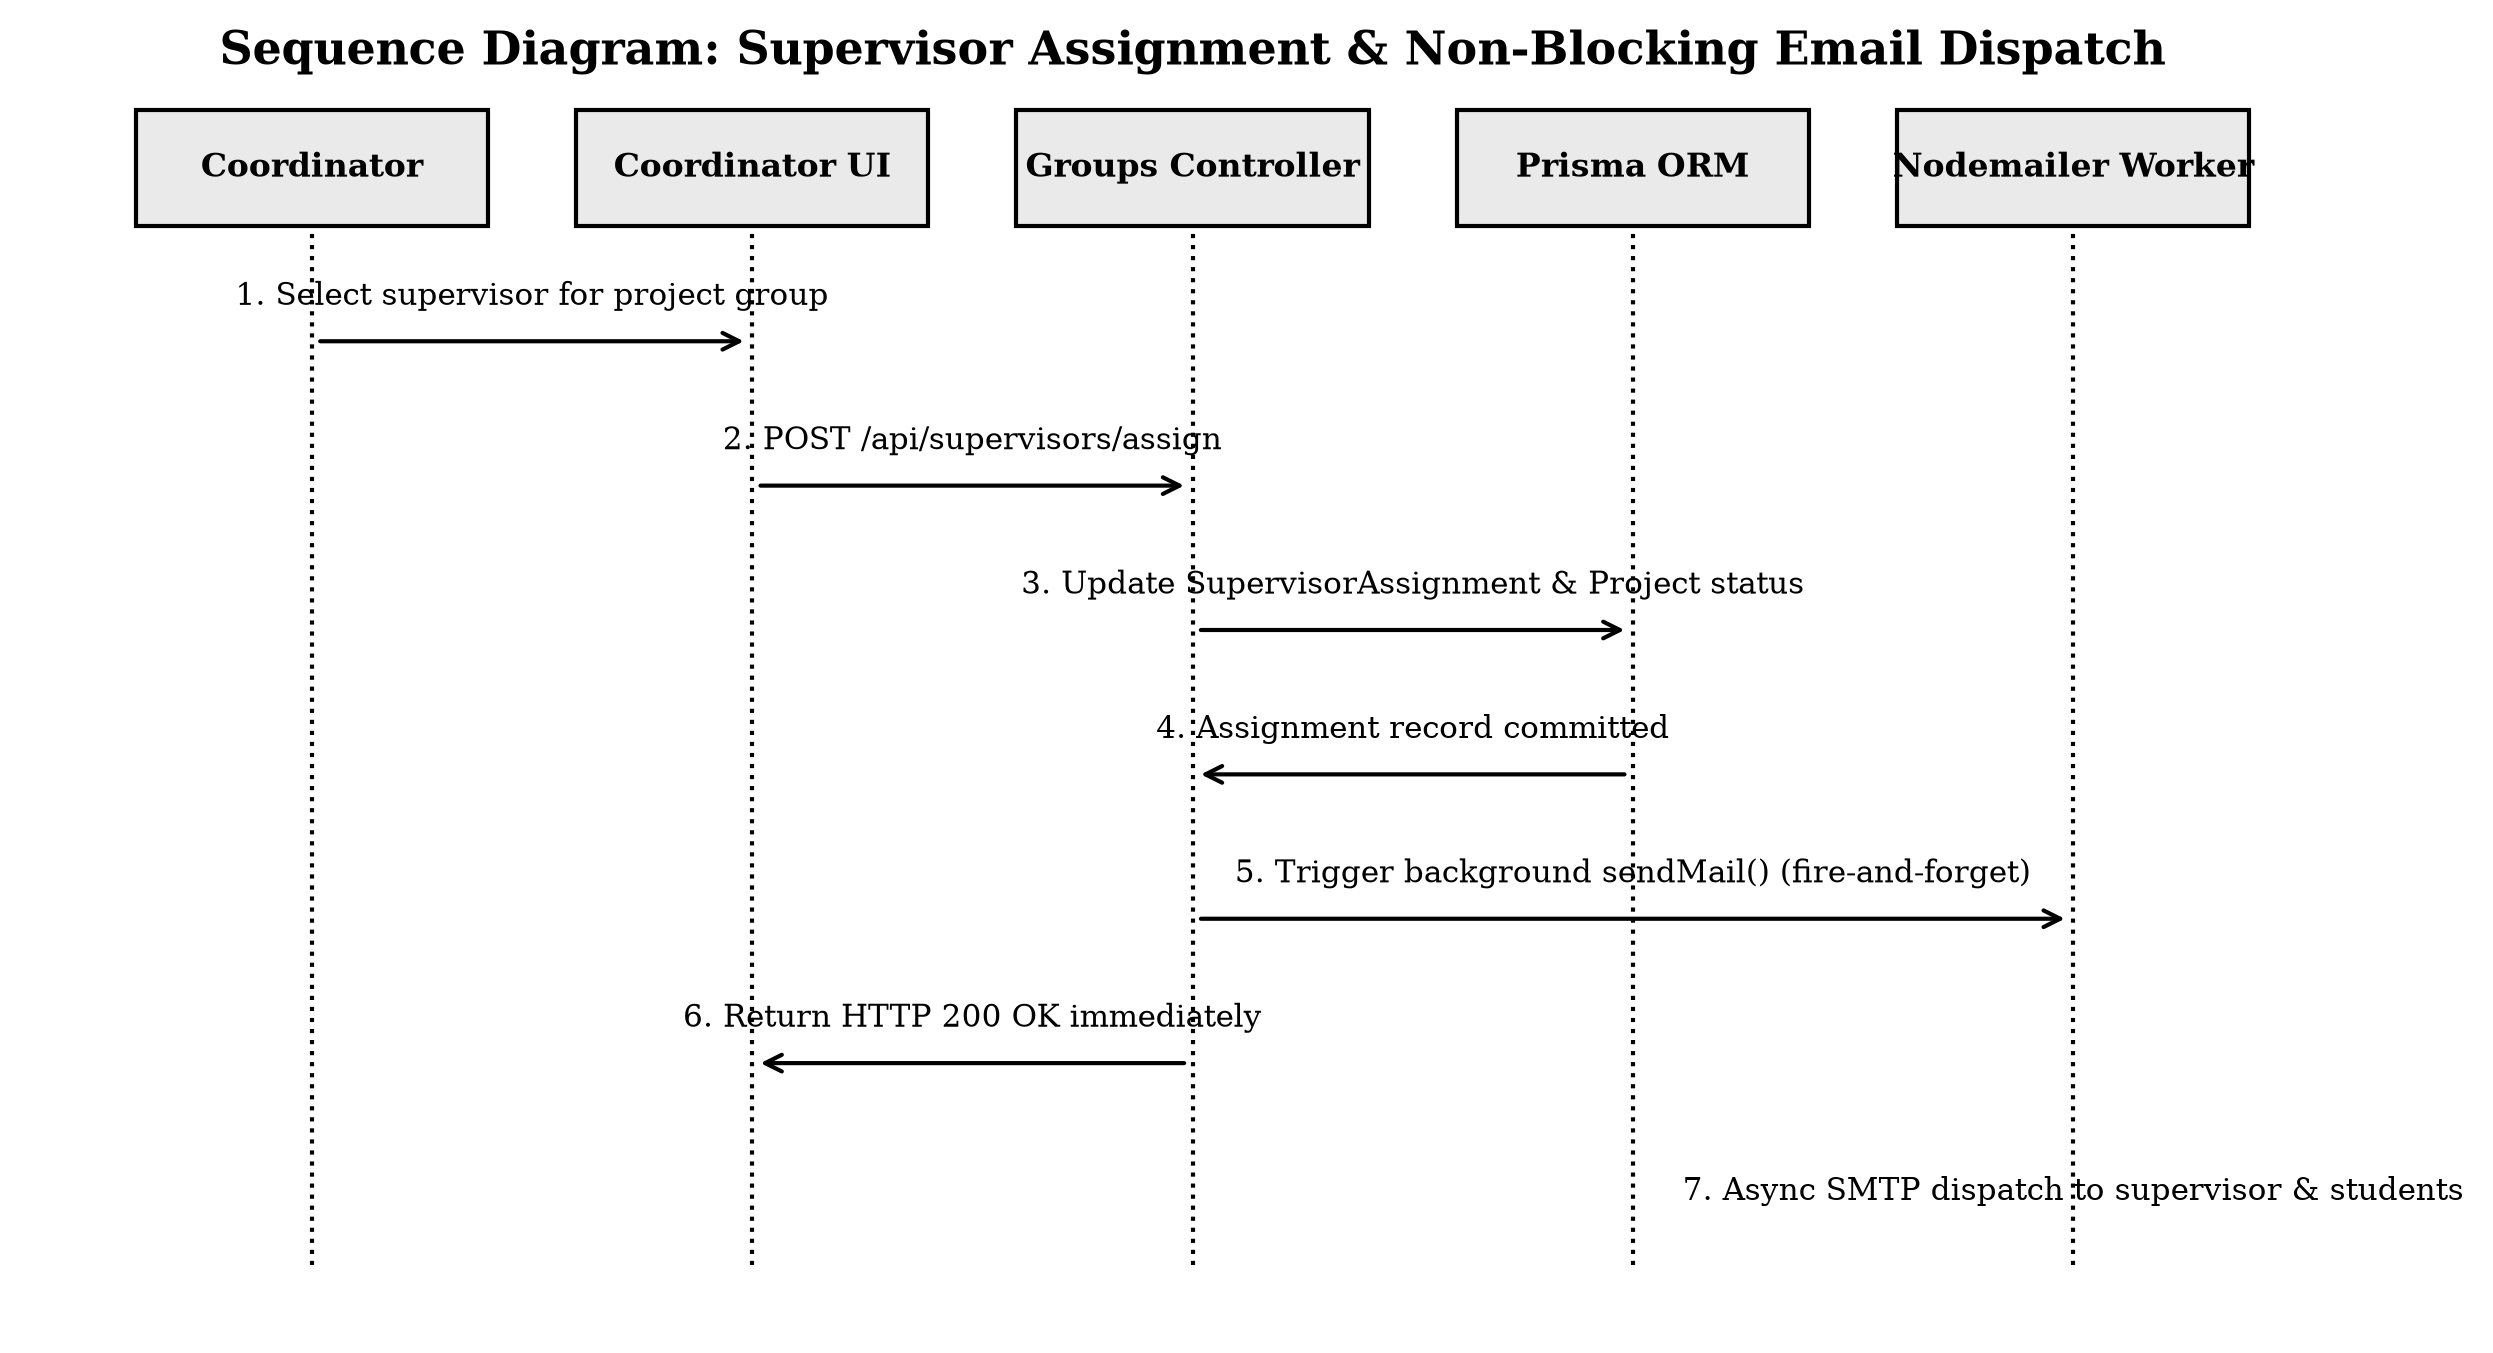 Sequence Diagram: Supervisor Assignment & Non-Blocking Email Dispatch
Coordinator
Coordinator UI
Groups Controller
Prisma ORM
Nodemailer Worker
1. Select supervisor for project group
2. POST /api/supervisors/assign
3. Update SupervisorAssignment & Project status
4. Assignment record committed
5. Trigger background sendMail() (fire-and-forget)
6. Return HTTP 200 OK immediately
7. Async SMTP dispatch to supervisor & students